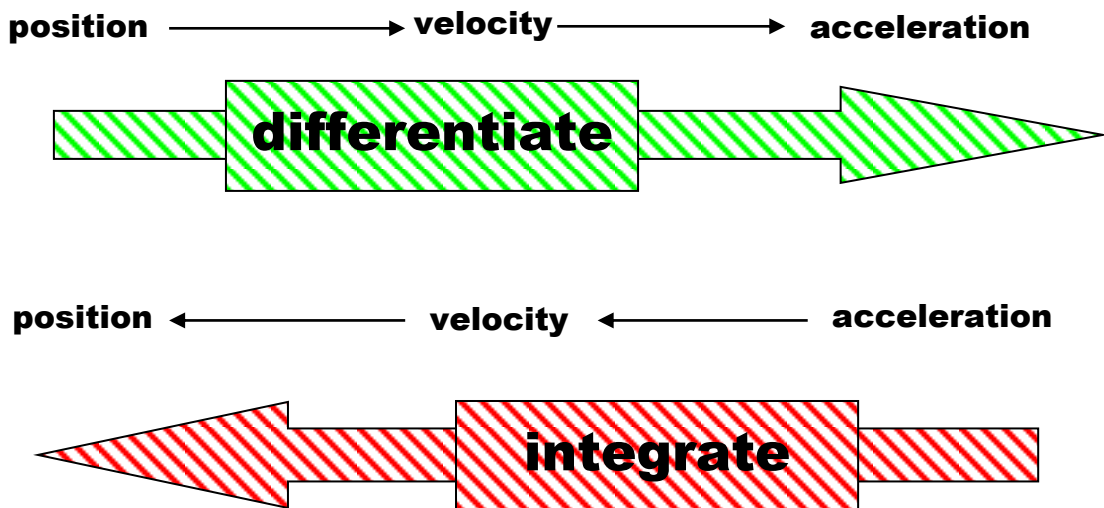 position velocity acceleration
differentiate
position velocity acceleration
integrate